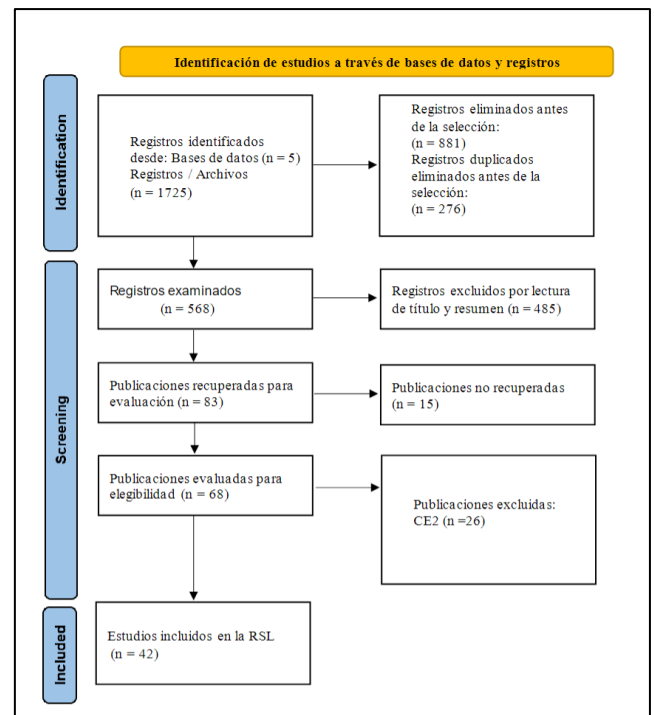 Identificación de estudios a través de bases de datos y registros
Identification
Registros identificados
desde: Bases de datos (n = 5)
Registros / Archivos
(n = 1725)
Registros eliminados antes
de la selección:
(n = 881)
Registros duplicados
eliminados antes de la
selección:
(n = 276)
Screening
Registros examinados
(n = 568)
Registros excluidos por lectura
de título y resumen (n = 485)
Publicaciones recuperadas para
evaluación (n = 83)
Publicaciones no recuperadas
(n = 15)
Publicaciones evaluadas para
elegibilidad (n = 68)
Publicaciones excluidas:
CE2 (n =26)
Included
Estudios incluidos en la RSL
(n = 42)